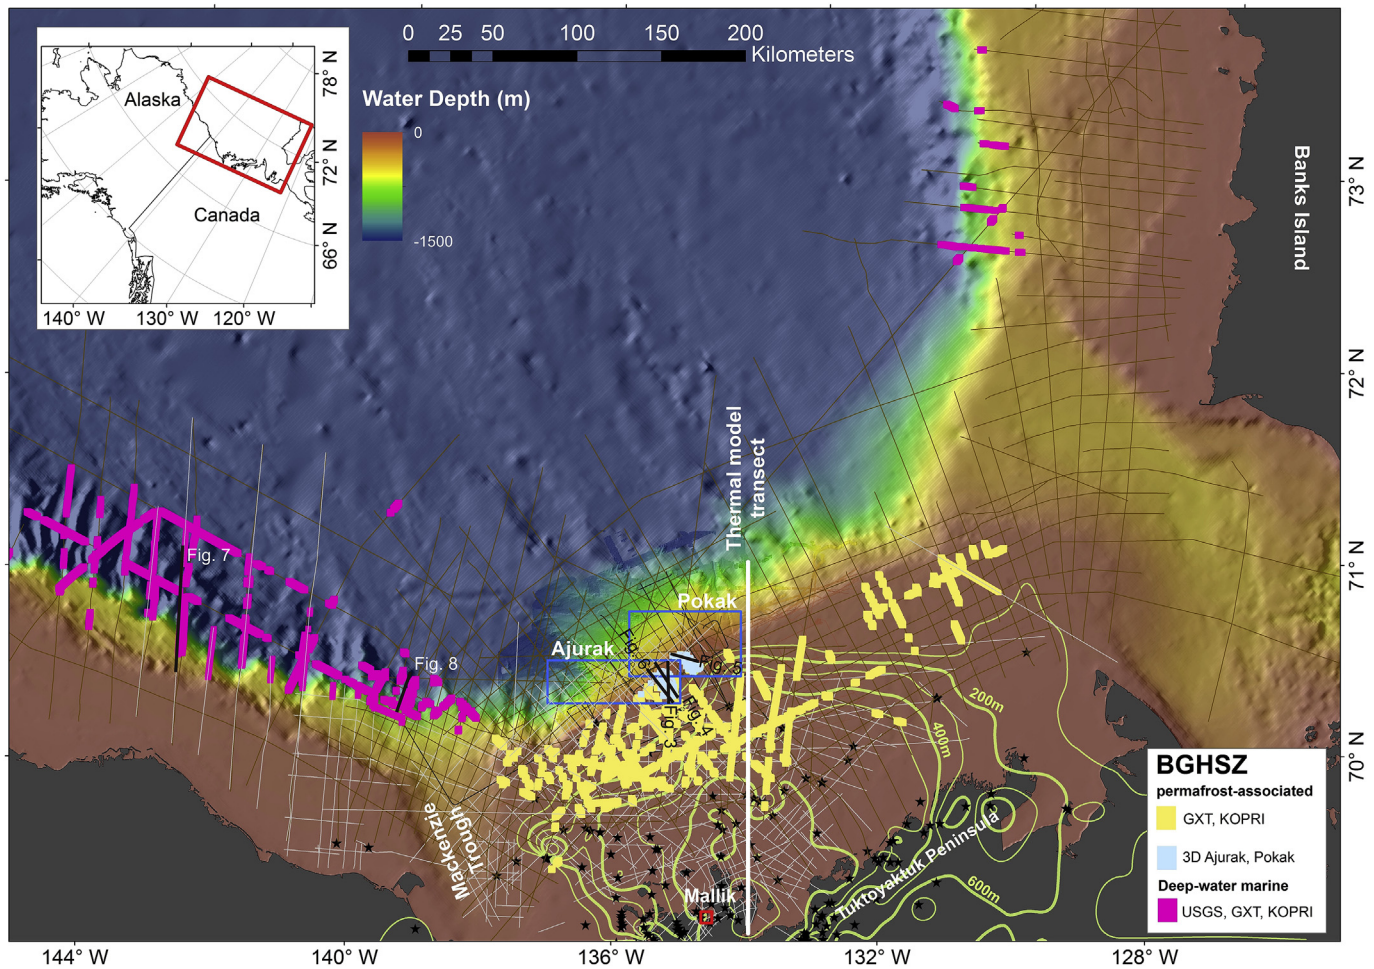 0 25 50 100 150 200
Kilometers
Water Depth (m)
0
-1500
Alaska
Canada
78° N
72° N
66° N
140° W 130° W 120° W
Banks Island
73° N
72° N
71° N
70° N
Thermal model
transect
Fig. 7
Fig. 8
Pokak
Ajurak
Fig. 6
Fig. 5
Fig. 4
Fig. 3
200m
400m
600m
Mackenzie
Trough
Mallik
Tuktoyaktuk Peninsula
BGHSZ
permafrost-associated
GXT, KOPRI
3D Ajurak, Pokak
Deep-water marine
USGS, GXT, KOPRI
144° W 140° W 136° W 132° W 128° W